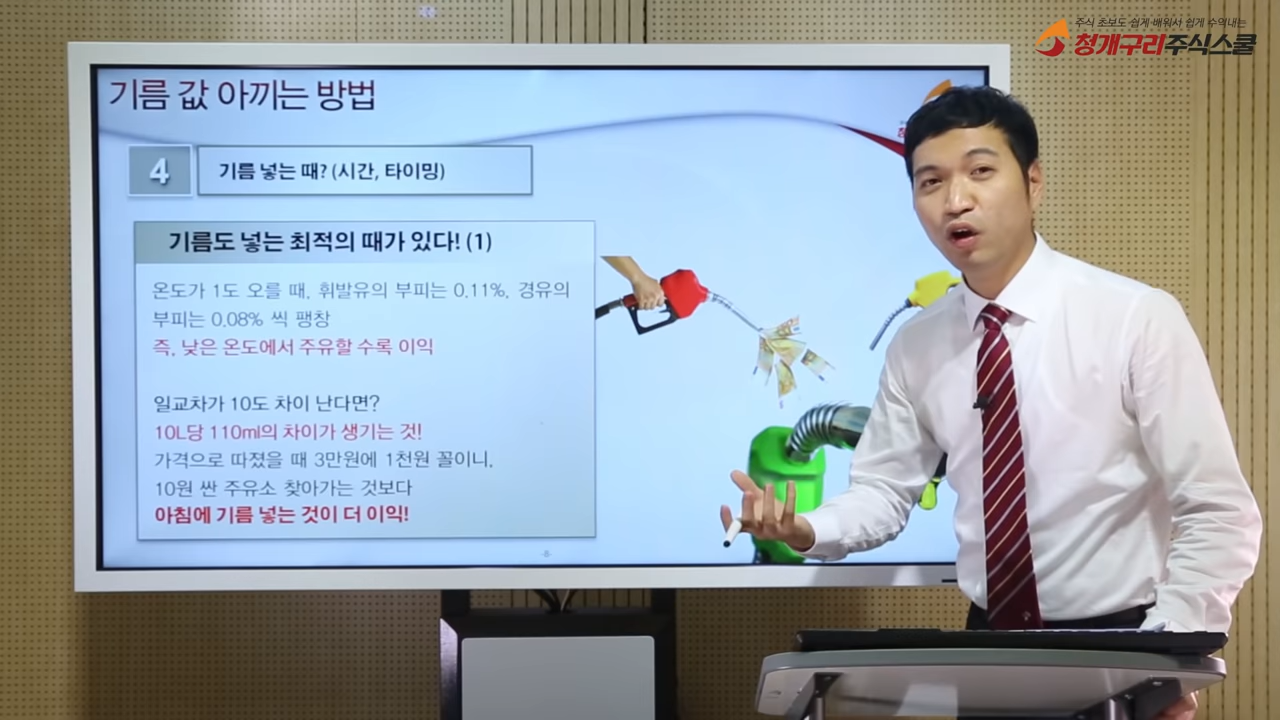 주식 초보도 쉽게 배워서 쉽게 수익내는
청개구리주식스쿨
기름 값 아끼는 방법
4
기름 넣는 때? (시간, 타이밍)
기름도 넣는 최적의 때가 있다! (1)
온도가 1도 오를 때, 휘발유의 부피는 0.11%, 경유의
부피는 0.08% 씩 팽창
즉, 낮은 온도에서 주유할 수록 이익
일교차가 10도 차이 난다면?
10L당 110ml의 차이가 생기는 것!
가격으로 따졌을 때 3만원에 1천원 꼴이니,
10원 싼 주유소 찾아가는 것보다
아침에 기름 넣는 것이 더 이익!